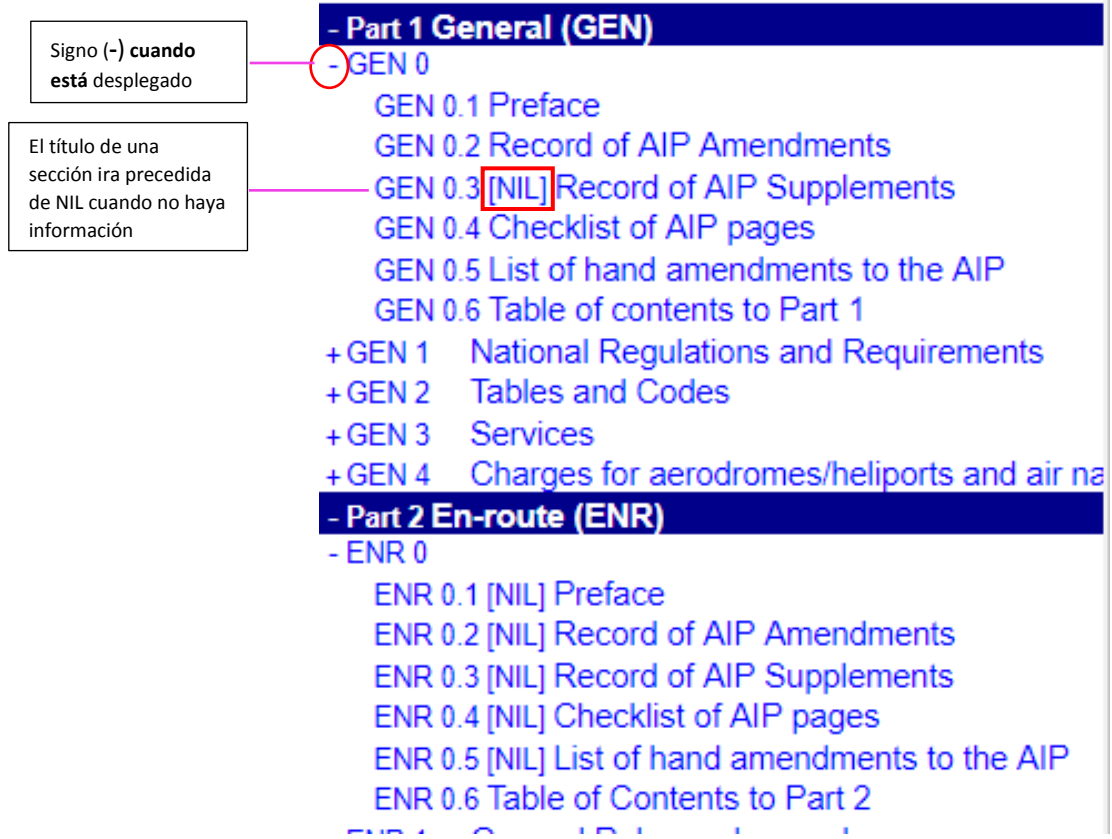 Signo (-) cuando
está desplegado
El título de una
sección ira precedida
de NIL cuando no haya
información
- Part 1 General (GEN)
- GEN 0
GEN 0.1 Preface
GEN 0.2 Record of AIP Amendments
GEN 0.3 [NIL] Record of AIP Supplements
GEN 0.4 Checklist of AIP pages
GEN 0.5 List of hand amendments to the AIP
GEN 0.6 Table of contents to Part 1
+ GEN 1 National Regulations and Requirements
+ GEN 2 Tables and Codes
+ GEN 3 Services
+ GEN 4 Charges for aerodromes/heliports and air na
- Part 2 En-route (ENR)
- ENR 0
ENR 0.1 [NIL] Preface
ENR 0.2 [NIL] Record of AIP Amendments
ENR 0.3 [NIL] Record of AIP Supplements
ENR 0.4 [NIL] Checklist of AIP pages
ENR 0.5 [NIL] List of hand amendments to the AIP
ENR 0.6 Table of Contents to Part 2